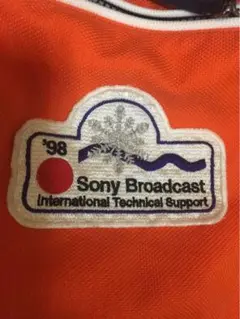 '98
Sony Broadcast
International Technical Support